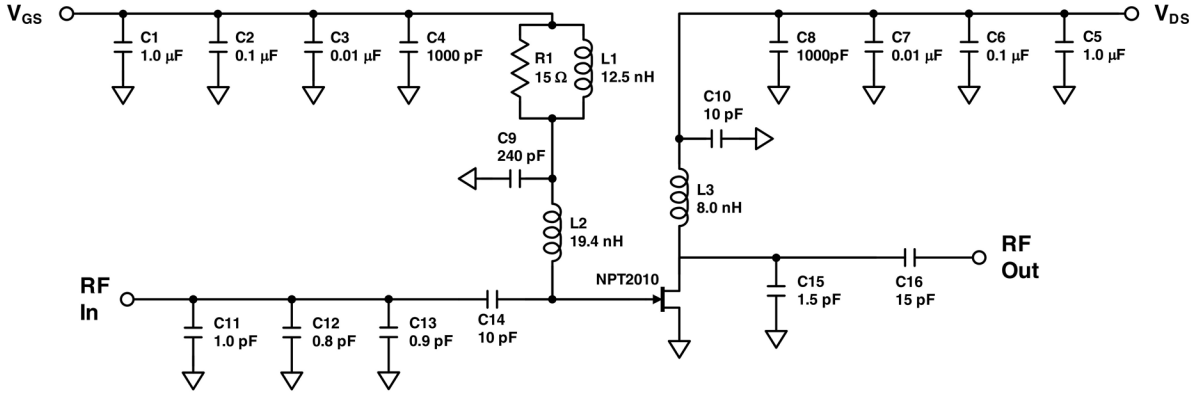 VGS
C1
1.0 μF
C2
0.1 μF
C3
0.01 μF
C4
1000 pF
R1
15 Ω
L1
12.5 nH
C8
1000pF
C7
0.01 μF
C6
0.1 μF
C5
1.0 μF
VDS
C10
10 pF
C9
240 pF
L3
8.0 nH
L2
19.4 nH
RF
In
C11
1.0 pF
C12
0.8 pF
C13
0.9 pF
C14
10 pF
NPT2010
C15
1.5 pF
C16
15 pF
RF
Out